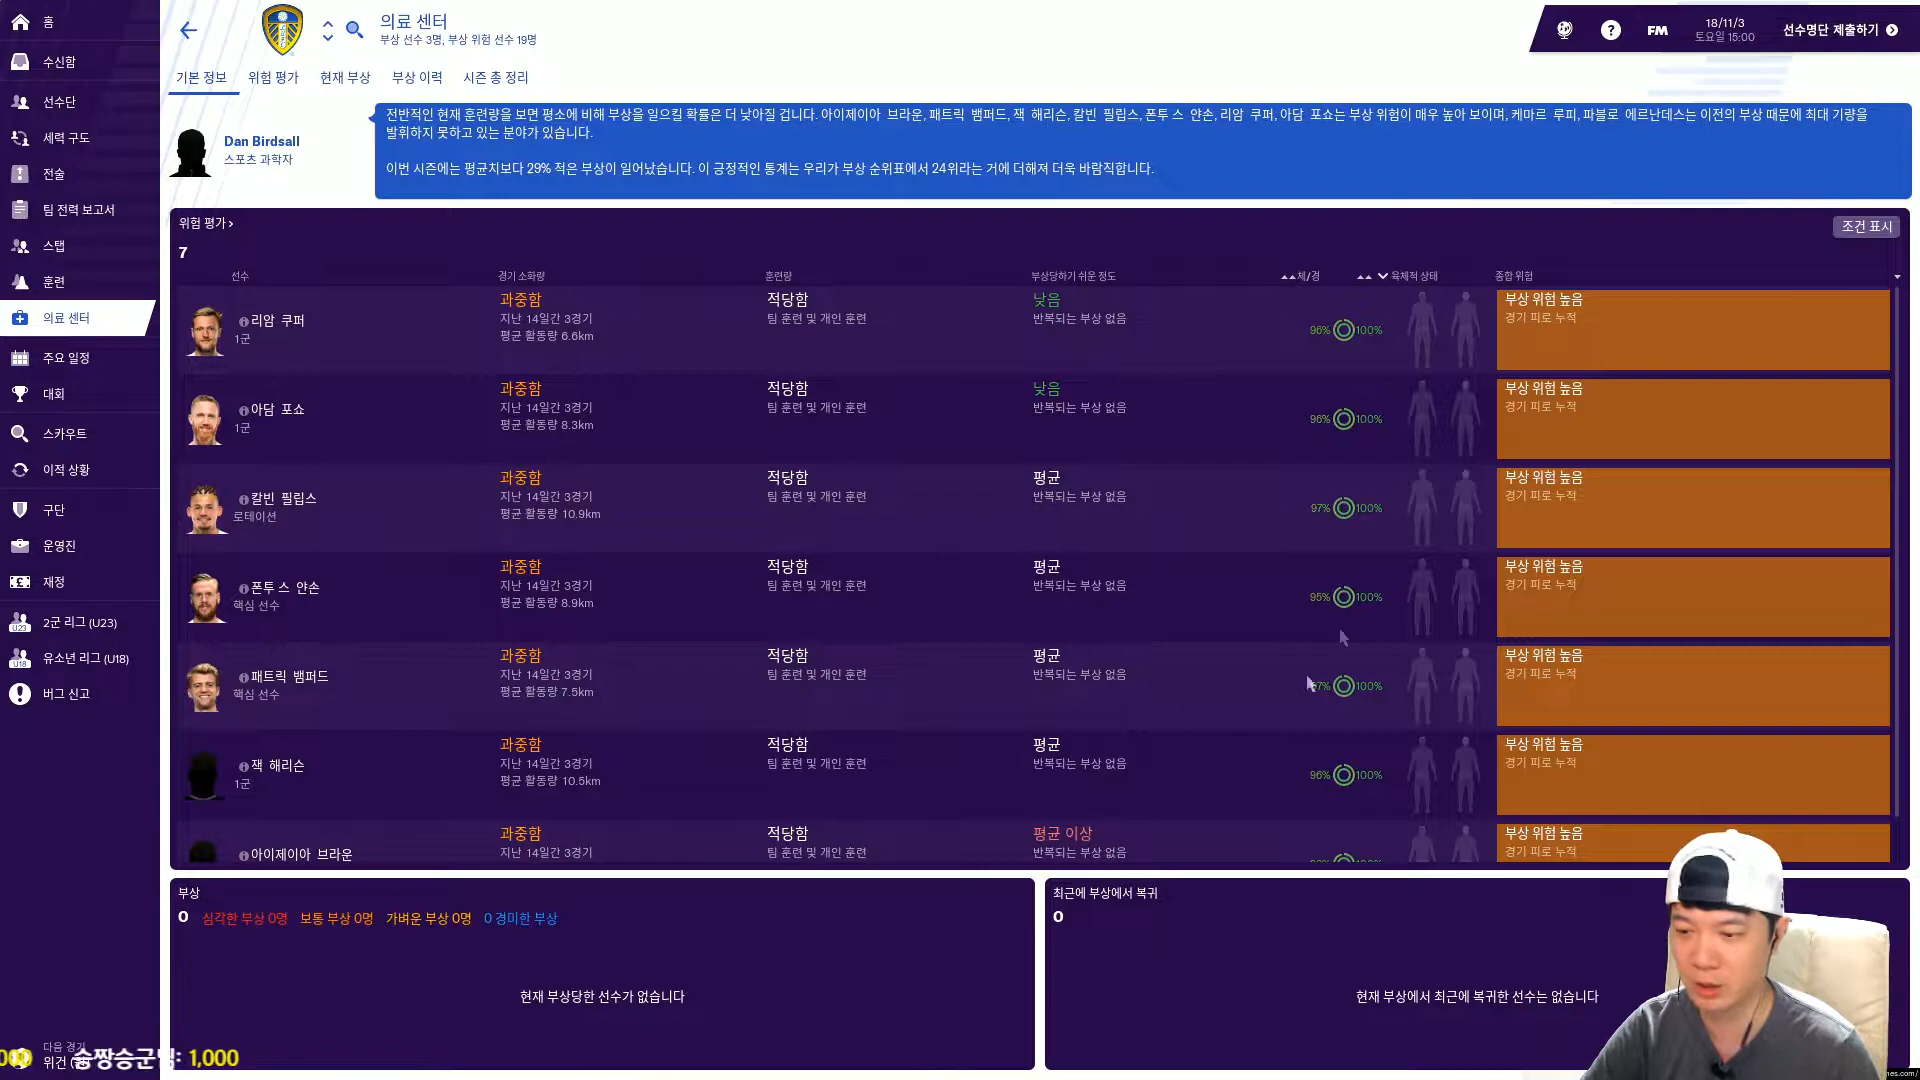 홈
수신함
선수단
세력 구도
전술
팀 전력 보고서
스탭
훈련
의료 센터
주요 일정
대회
스카우트
이적 상황
구단
운영진
재정
2군 리그 (U23)
유소년 리그 (U18)
버그 신고
다음 경기
위건
송짱승군님: 1,000
의료 센터
부상 선수 3명, 부상 위험 선수 19명
FM
18/11/3
토요일 15:00
선수명단 제출하기
기본 정보 위험 평가 현재 부상 부상 이력 시즌 총 정리
Dan Birdsall
스포츠 과학자
전반적인 현재 훈련량을 보면 평소에 비해 부상을 일으킬 확률은 더 낮아질 겁니다. 아이제이아 브라운, 패트릭 뱀퍼드, 잭 해리슨, 칼빈 필립스, 폰투스 얀손, 리암 쿠퍼, 아담 포쇼는 부상 위험이 매우 높아 보이며, 케마르 루피, 파블로 에르난데스는 이전의 부상 때문에 최대 기량을
발휘하지 못하고 있는 분야가 있습니다.
이번 시즌에는 평균치보다 29% 적은 부상이 일어났습니다. 이 긍정적인 통계는 우리가 부상 순위표에서 24위라는 거에 더해져 더욱 바람직합니다.
위험 평가 >
조건 표시
7
선수 경기 소화량 훈련량 부상당하기 쉬운 정도 체/경 육체적 상태 종합 위험
리암 쿠퍼
1군
과중함
지난 14일간 3경기
평균 활동량 6.6km
적당함
팀 훈련 및 개인 훈련
낮음
반복되는 부상 없음
96% 100%
부상 위험 높음
경기 피로 누적
아담 포쇼
1군
과중함
지난 14일간 3경기
평균 활동량 8.3km
적당함
팀 훈련 및 개인 훈련
낮음
반복되는 부상 없음
96% 100%
부상 위험 높음
경기 피로 누적
칼빈 필립스
로테이션
과중함
지난 14일간 3경기
평균 활동량 10.9km
적당함
팀 훈련 및 개인 훈련
평균
반복되는 부상 없음
97% 100%
부상 위험 높음
경기 피로 누적
폰투스 얀손
핵심 선수
과중함
지난 14일간 3경기
평균 활동량 8.9km
적당함
팀 훈련 및 개인 훈련
평균
반복되는 부상 없음
95% 100%
부상 위험 높음
경기 피로 누적
패트릭 뱀퍼드
핵심 선수
과중함
지난 14일간 3경기
평균 활동량 7.5km
적당함
팀 훈련 및 개인 훈련
평균
반복되는 부상 없음
97% 100%
부상 위험 높음
경기 피로 누적
잭 해리슨
1군
과중함
지난 14일간 3경기
평균 활동량 10.5km
적당함
팀 훈련 및 개인 훈련
평균
반복되는 부상 없음
96% 100%
부상 위험 높음
경기 피로 누적
아이제이아 브라운
과중함
지난 14일간 3경기
적당함
팀 훈련 및 개인 훈련
평균 이상
반복되는 부상 없음
부상 위험 높음
경기 피로 누적
부상
0 심각한 부상 0명 보통 부상 0명 가벼운 부상 0명 0 경미한 부상
현재 부상당한 선수가 없습니다
최근에 부상에서 복귀
0
현재 부상에서 최근에 복귀한 선수는 없습니다